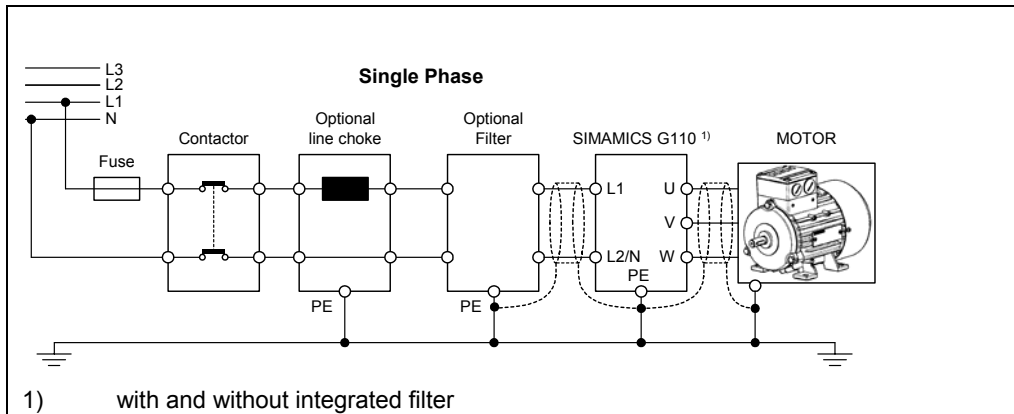 L3
L2
L1
N
Single Phase
Fuse
Contactor
Optional
line choke
Optional
Filter
SIMAMICS G110 1)
MOTOR
L1
U
V
L2/N
W
PE
PE
PE
1) with and without integrated filter